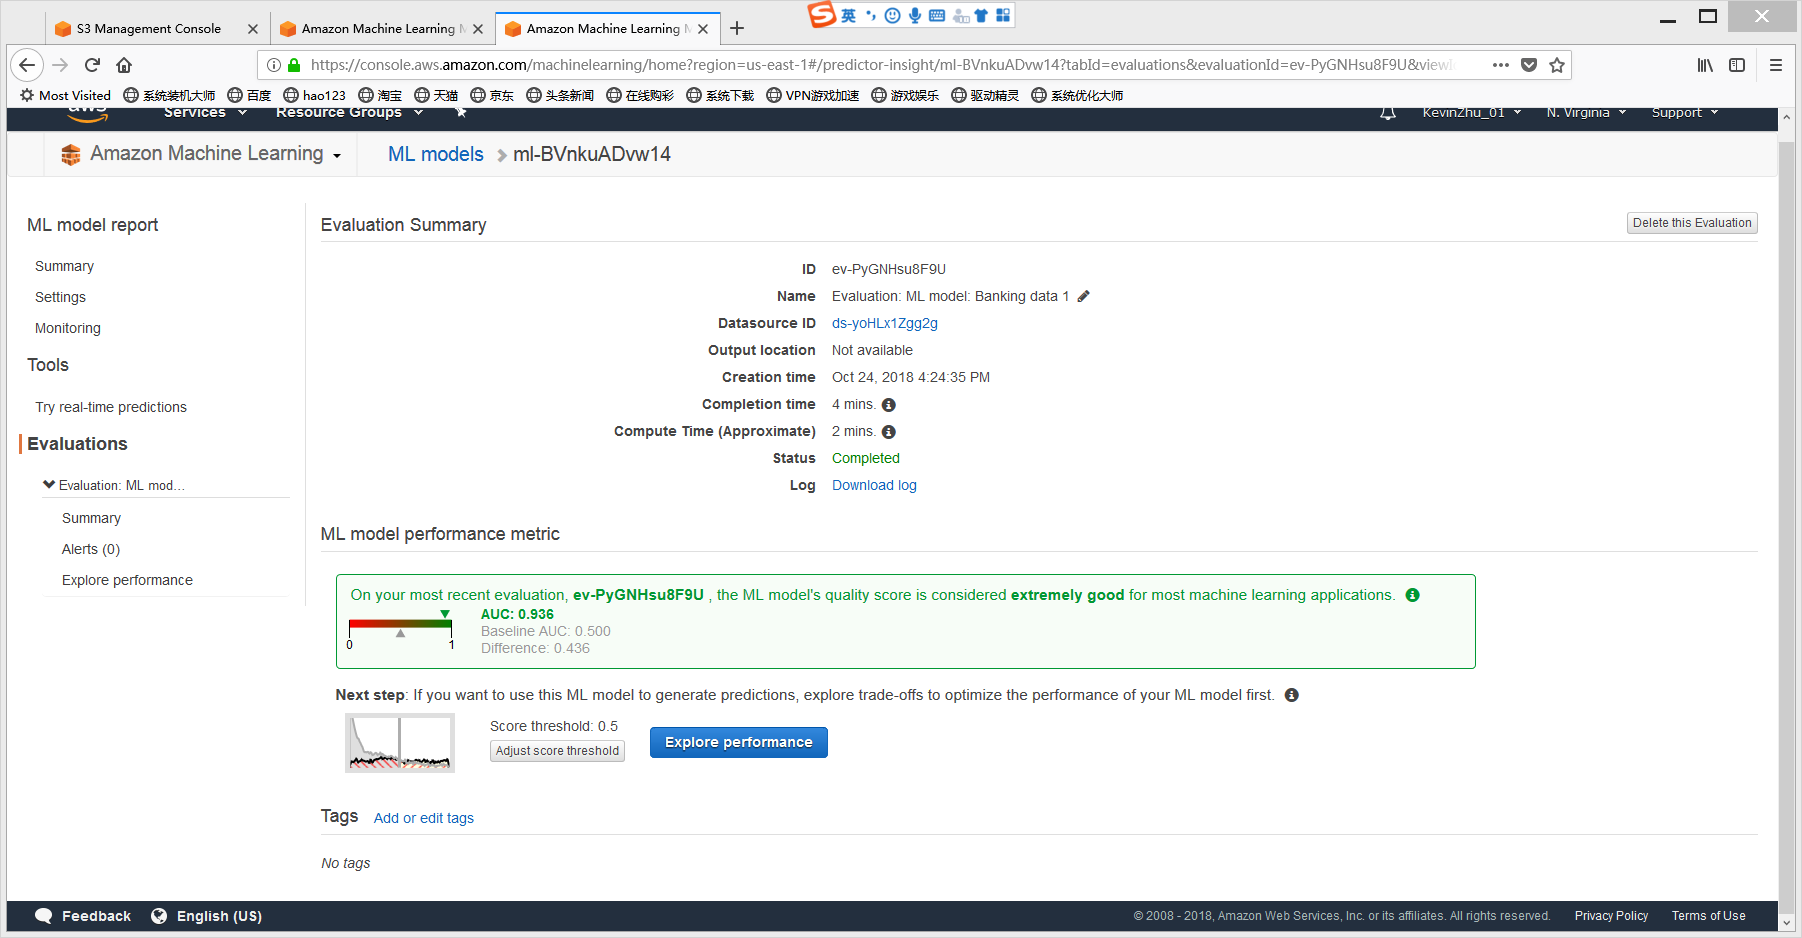 S3 Management Console
Amazon Machine Learning
Amazon Machine Learning
英
https://console.aws.amazon.com/machinelearning/home?region=us-east-1#/predictor-insight/ml-BVnkuADvw14?tabId=evaluations&evaluationId=ev-PyGNHsu8F9U&view
Most Visited 系统装机大师 百度 hao123 淘宝 天猫 京东 头条新闻 在线购彩 系统下载 VPN游戏加速 游戏娱乐 驱动精灵 系统优化大师
aws Services Resource Groups KevinZhu_01 N. Virginia Support
Amazon Machine Learning ML models ml-BVnkuADvw14
ML model report
Summary
Settings
Monitoring
Tools
Try real-time predictions
Evaluations
Evaluation: ML mod...
Summary
Alerts (0)
Explore performance
Evaluation Summary
Delete this Evaluation
ID ev-PyGNHsu8F9U
Name Evaluation: ML model: Banking data 1
Datasource ID ds-yoHLx1Zgg2g
Output location Not available
Creation time Oct 24, 2018 4:24:35 PM
Completion time 4 mins.
Compute Time (Approximate) 2 mins.
Status Completed
Log Download log
ML model performance metric
On your most recent evaluation, ev-PyGNHsu8F9U , the ML model's quality score is considered extremely good for most machine learning applications.
AUC: 0.936
Baseline AUC: 0.500
Difference: 0.436
0 1
Next step: If you want to use this ML model to generate predictions, explore trade-offs to optimize the performance of your ML model first.
Score threshold: 0.5
Adjust score threshold
Explore performance
Tags Add or edit tags
No tags
Feedback English (US) © 2008 - 2018, Amazon Web Services, Inc. or its affiliates. All rights reserved. Privacy Policy Terms of Use